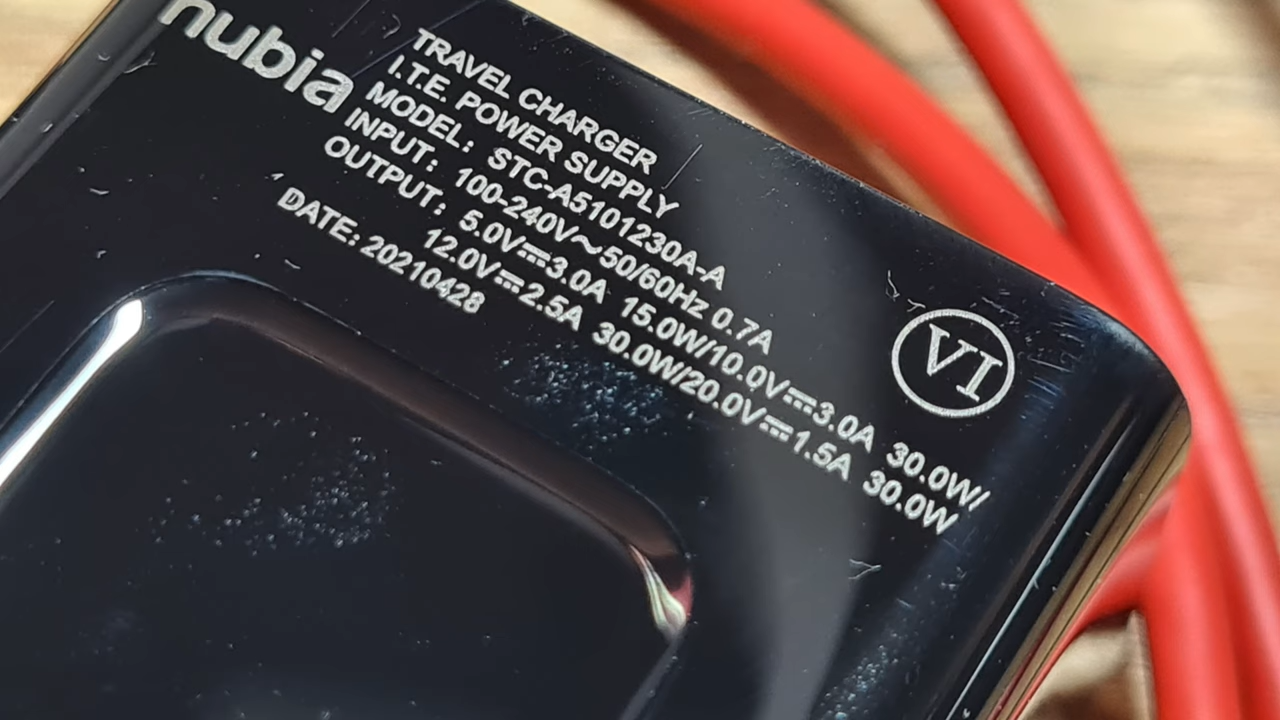 nubia
TRAVEL CHARGER
I.T.E. POWER SUPPLY
MODEL: STC-A5101230A-A
INPUT: 100-240V~50/60Hz 0.7A
OUTPUT: 5.0V⎓3.0A 15.0W/10.0V⎓3.0A 30.0W/
12.0V⎓2.5A 30.0W/20.0V⎓1.5A 30.0W
DATE: 20210428
VI